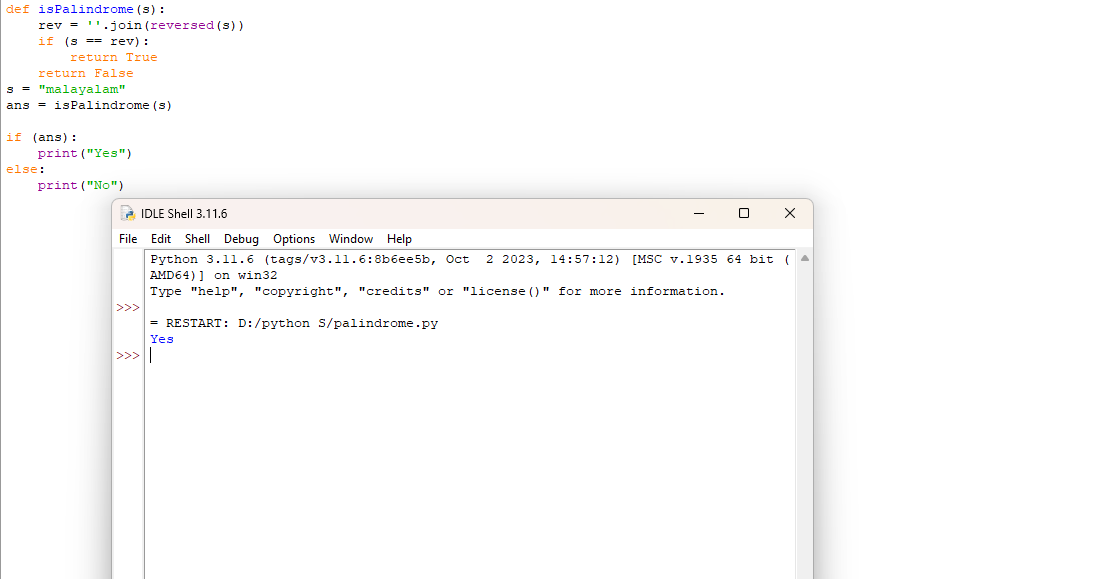 def isPalindrome(s):
    rev = ''.join(reversed(s))
    if (s == rev):
        return True
    return False
s = "malayalam"
ans = isPalindrome(s)

if (ans):
    print("Yes")
else:
    print("No")
IDLE Shell 3.11.6
File Edit Shell Debug Options Window Help
Python 3.11.6 (tags/v3.11.6:8b6ee5b, Oct  2 2023, 14:57:12) [MSC v.1935 64 bit (
AMD64)] on win32
Type "help", "copyright", "credits" or "license()" for more information.
>>>
= RESTART: D:/python S/palindrome.py
Yes
>>>